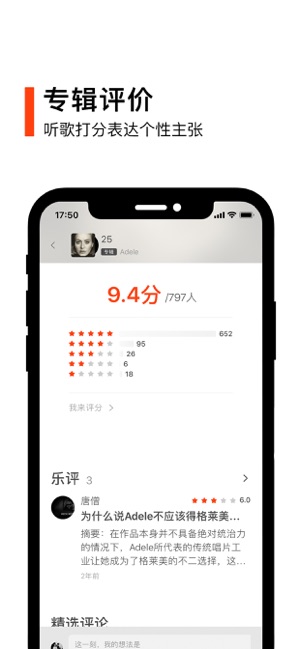 专辑评价
听歌打分表达个性主张
17:50
25
专辑 Adele
9.4分 /797人
652
95
26
6
18
我来评分
乐评 3
唐僧 6.0
为什么说Adele不应该得格莱美...
摘要：在作品本身并不具备绝对统治力
的情况下，Adele所代表的传统唱片工
业让她成为了格莱美的不二选择，这...
2年前
精选评论
这一刻，我的想法是